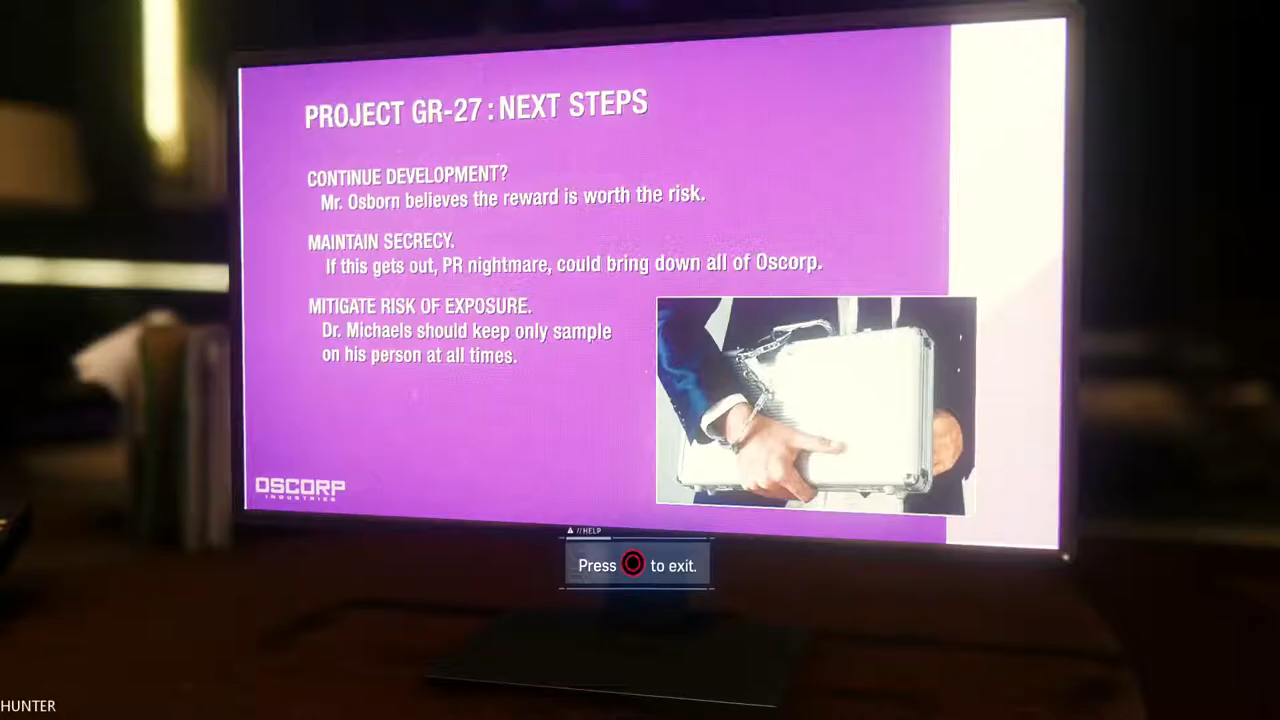 PROJECT GR-27 : NEXT STEPS
CONTINUE DEVELOPMENT?
Mr. Osborn believes the reward is worth the risk.
MAINTAIN SECRECY.
If this gets out, PR nightmare, could bring down all of Oscorp.
MITIGATE RISK OF EXPOSURE.
Dr. Michaels should keep only sample
on his person at all times.
OSCORP
INDUSTRIES
//HELP
Press to exit.
HUNTER